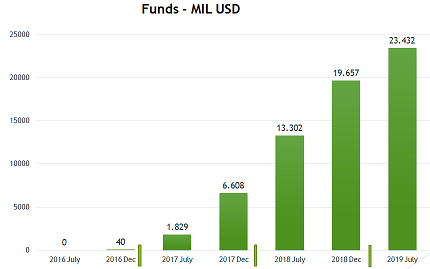 Funds - MIL USD
25000
23.432
20000
19.657
15000
13.302
10000
6.608
5000
1.829
0
0
40
2016 July
2016 Dec
2017 July
2017 Dec
2018 July
2018 Dec
2019 July